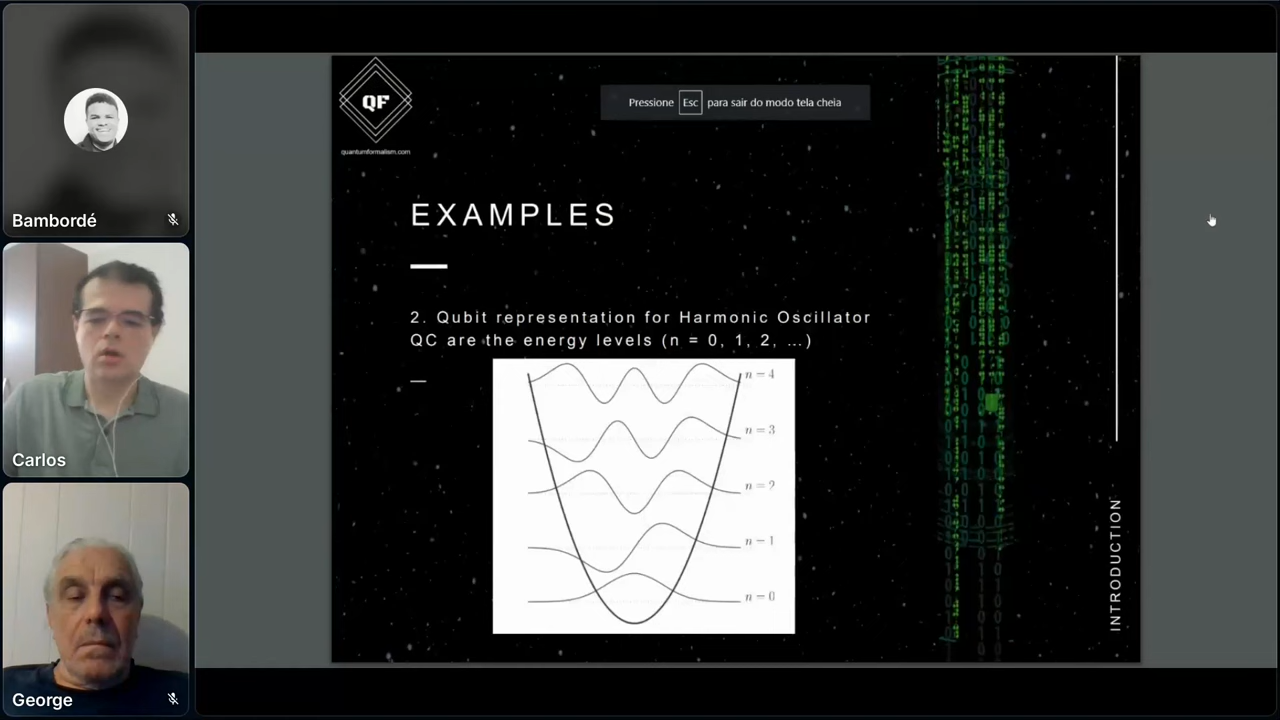 Bambordé
Carlos
George
QF
quantumformalism.com
Pressione Esc para sair do modo tela cheia
EXAMPLES
2. Qubit representation for Harmonic Oscillator
QC are the energy levels (n = 0, 1, 2, ...)
n = 4
n = 3
n = 2
n = 1
n = 0
INTRODUCTION